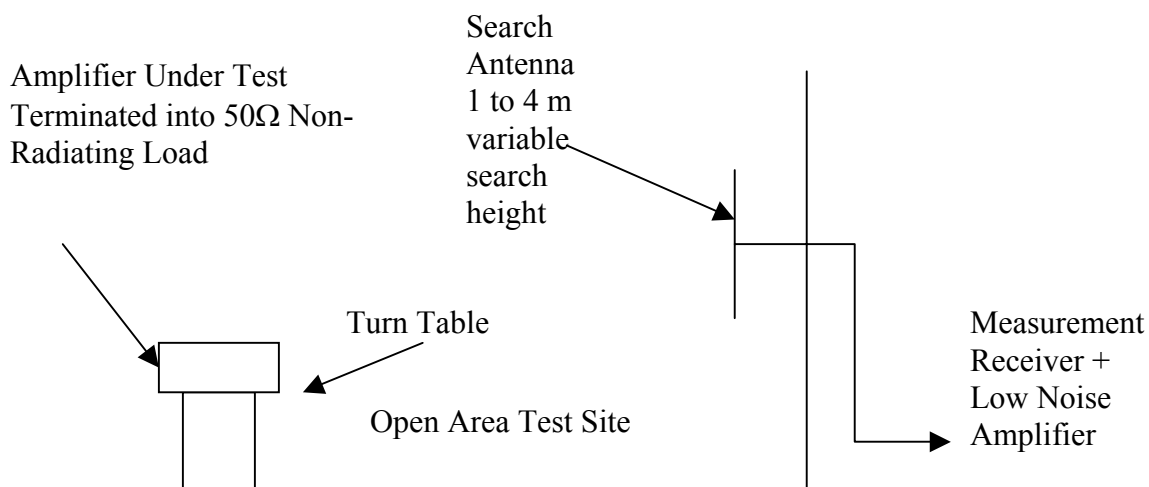 Amplifier Under Test
Terminated into 50Ω Non-
Radiating Load
Search
Antenna
1 to 4 m
variable
search
height
Turn Table
Open Area Test Site
Measurement
Receiver +
Low Noise
Amplifier